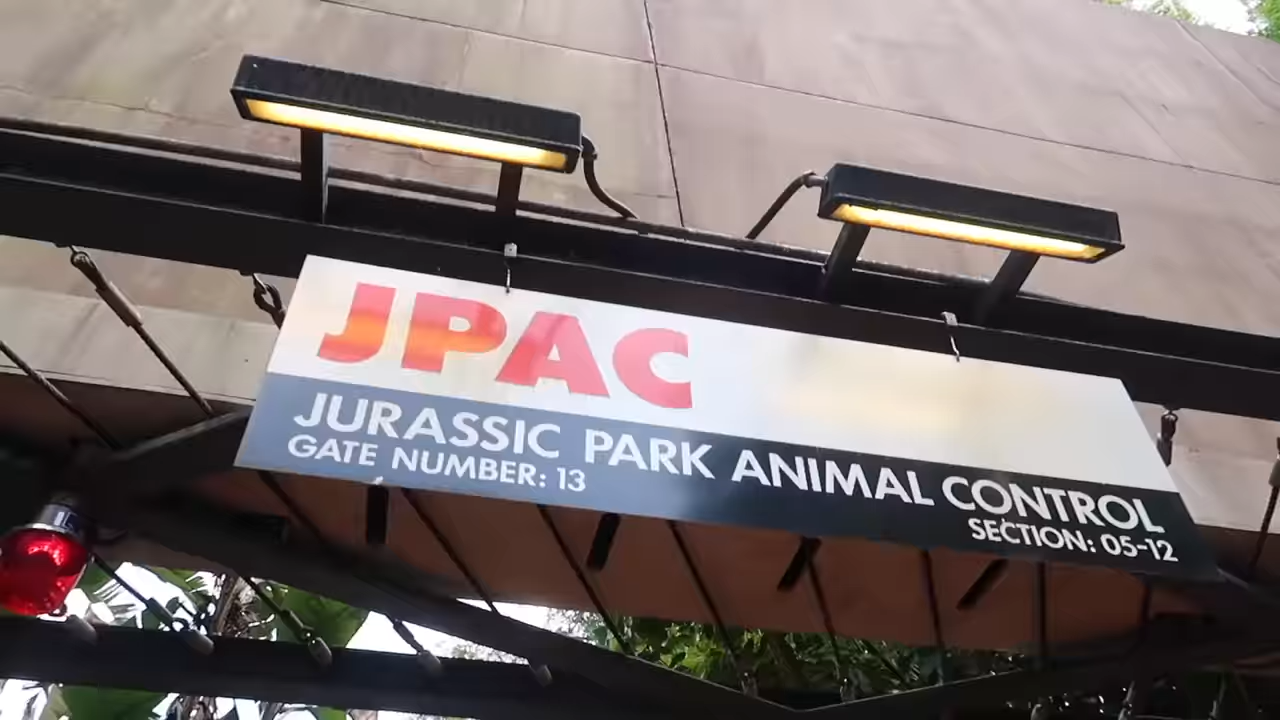 JPAC
JURASSIC PARK ANIMAL CONTROL
GATE NUMBER: 13
SECTION: 05-12